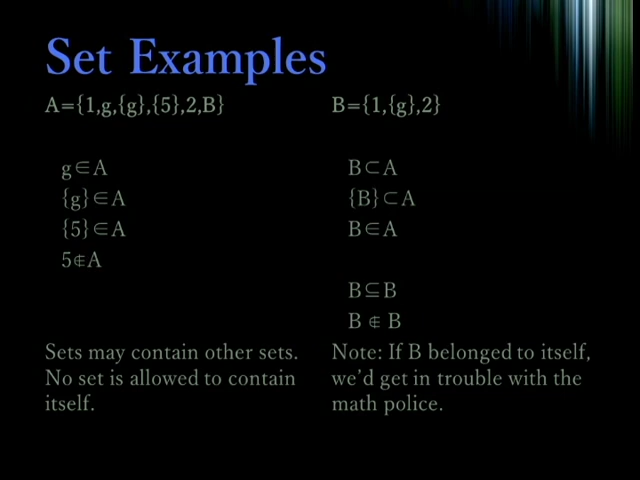 Set Examples
A={1,g,{g},{5},2,B}
g∈A
{g}∈A
{5}∈A
5∉A
Sets may contain other sets.
No set is allowed to contain
itself.
B={1,{g},2}
B⊂A
{B}⊂A
B∈A
B⊆B
B ∉ B
Note: If B belonged to itself,
we'd get in trouble with the
math police.